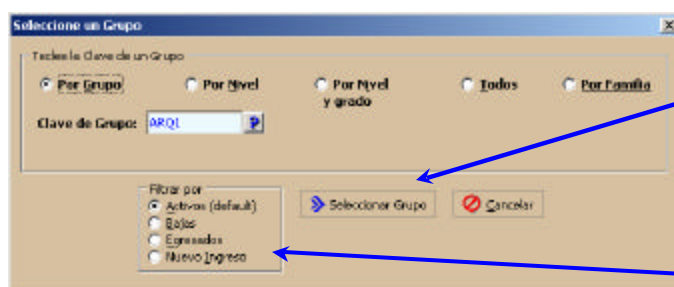 Seleccione un Grupo
Teclee la Clave de un Grupo
Por Grupo Por Nivel Por Nivel y grado Todos Por Familia
Clave de Grupo: ARQ1 ?
Filtrar por
Activos (default)
Bajas
Egresados
Nuevo Ingreso
Seleccionar Grupo Cancelar